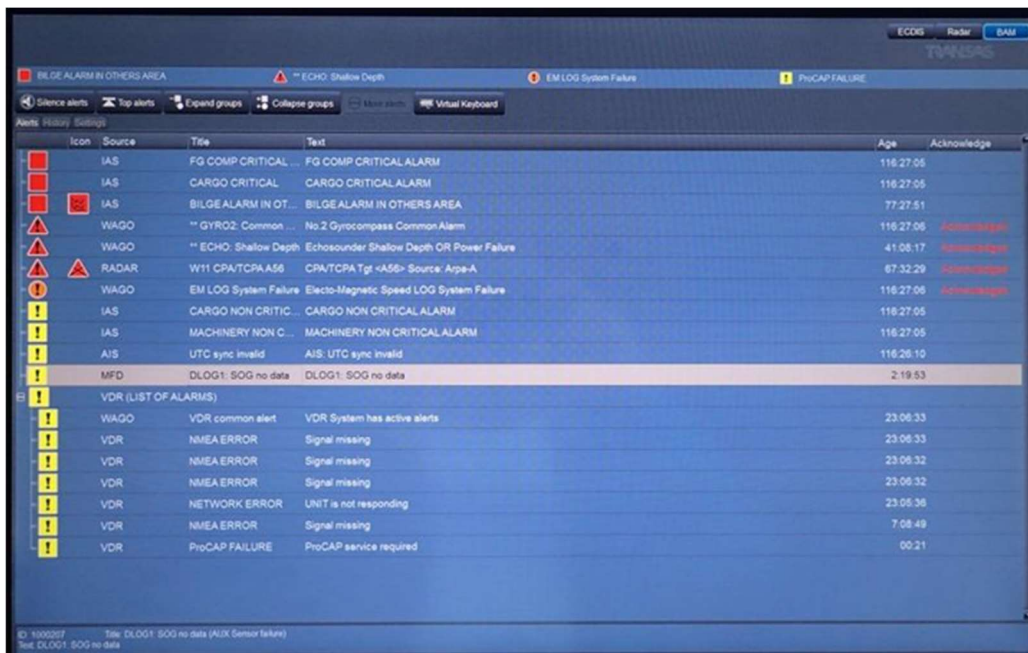 ECDIS Radar BAM
TRANSAS
BILGE ALARM IN OTHERS AREA ** ECHO: Shallow Depth EM LOG System Failure ProCAP FAILURE
Silence alerts Top alerts Expand groups Collapse groups More alerts Virtual Keyboard
Alerts History Settings
Icon Source Title Text Age Acknowledge
IAS FG COMP CRITICAL ... FG COMP CRITICAL ALARM 116:27:05
IAS CARGO CRITICAL CARGO CRITICAL ALARM 116:27:05
IAS BILGE ALARM IN OT... BILGE ALARM IN OTHERS AREA 77:27:51
WAGO ** GYRO2: Common ... No.2 Gyrocompass Common Alarm 116:27:06 Acknowledged
WAGO ** ECHO: Shallow Depth Echosounder Shallow Depth OR Power Failure 41:08:17
RADAR W11 CPA/TCPA A56 CPA/TCPA Tgt <A56> Source: Arpa-A 67:32:29 Acknowledged
WAGO EM LOG System Failure Electo-Magnetic Speed LOG System Failure 116:27:06 Acknowledged
IAS CARGO NON CRITIC... CARGO NON CRITICAL ALARM 116:27:05
IAS MACHINERY NON C... MACHINERY NON CRITICAL ALARM 116:27:05
AIS UTC sync invalid AIS: UTC sync invalid 116:26:10
MFD DLOG1: SOG no data DLOG1: SOG no data 2:19:53
VDR (LIST OF ALARMS)
WAGO VDR common alert VDR System has active alerts 23:06:33
VDR NMEA ERROR Signal missing 23:06:33
VDR NMEA ERROR Signal missing 23:06:32
VDR NMEA ERROR Signal missing 23:06:32
VDR NETWORK ERROR UNIT is not responding 23:05:36
VDR NMEA ERROR Signal missing 7:08:49
VDR ProCAP FAILURE ProCAP service required 00:21
ID: 1000207 Title: DLOG1: SOG no data (AUX Sensor failure)
Text: DLOG1: SOG no data